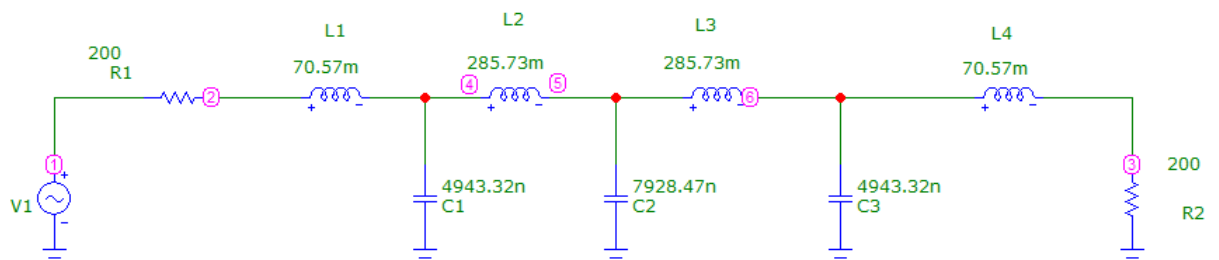 L1
L2
L3
L4
200
R1
70.57m
285.73m
285.73m
70.57m
2
4
5
6
+
-
+
-
+
-
+
-
1
+
V1
-
4943.32n
C1
7928.47n
C2
4943.32n
C3
3
200
R2